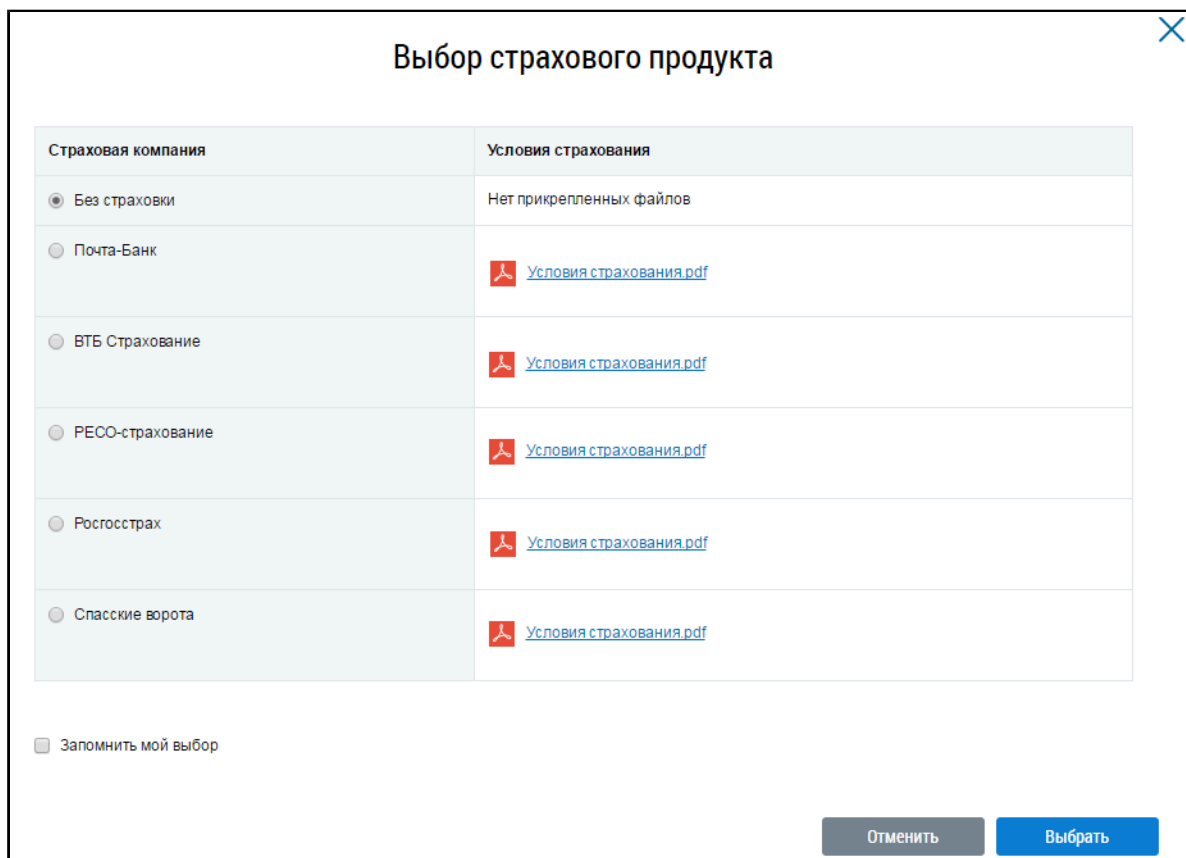 Выбор страхового продукта
Страховая компания
Условия страхования
Без страховки
Нет прикрепленных файлов
Почта-Банк
Условия страхования.pdf
ВТБ Страхование
Условия страхования.pdf
РЕСО-страхование
Условия страхования.pdf
Росгосстрах
Условия страхования.pdf
Спасские ворота
Условия страхования.pdf
Запомнить мой выбор
Отменить
Выбрать